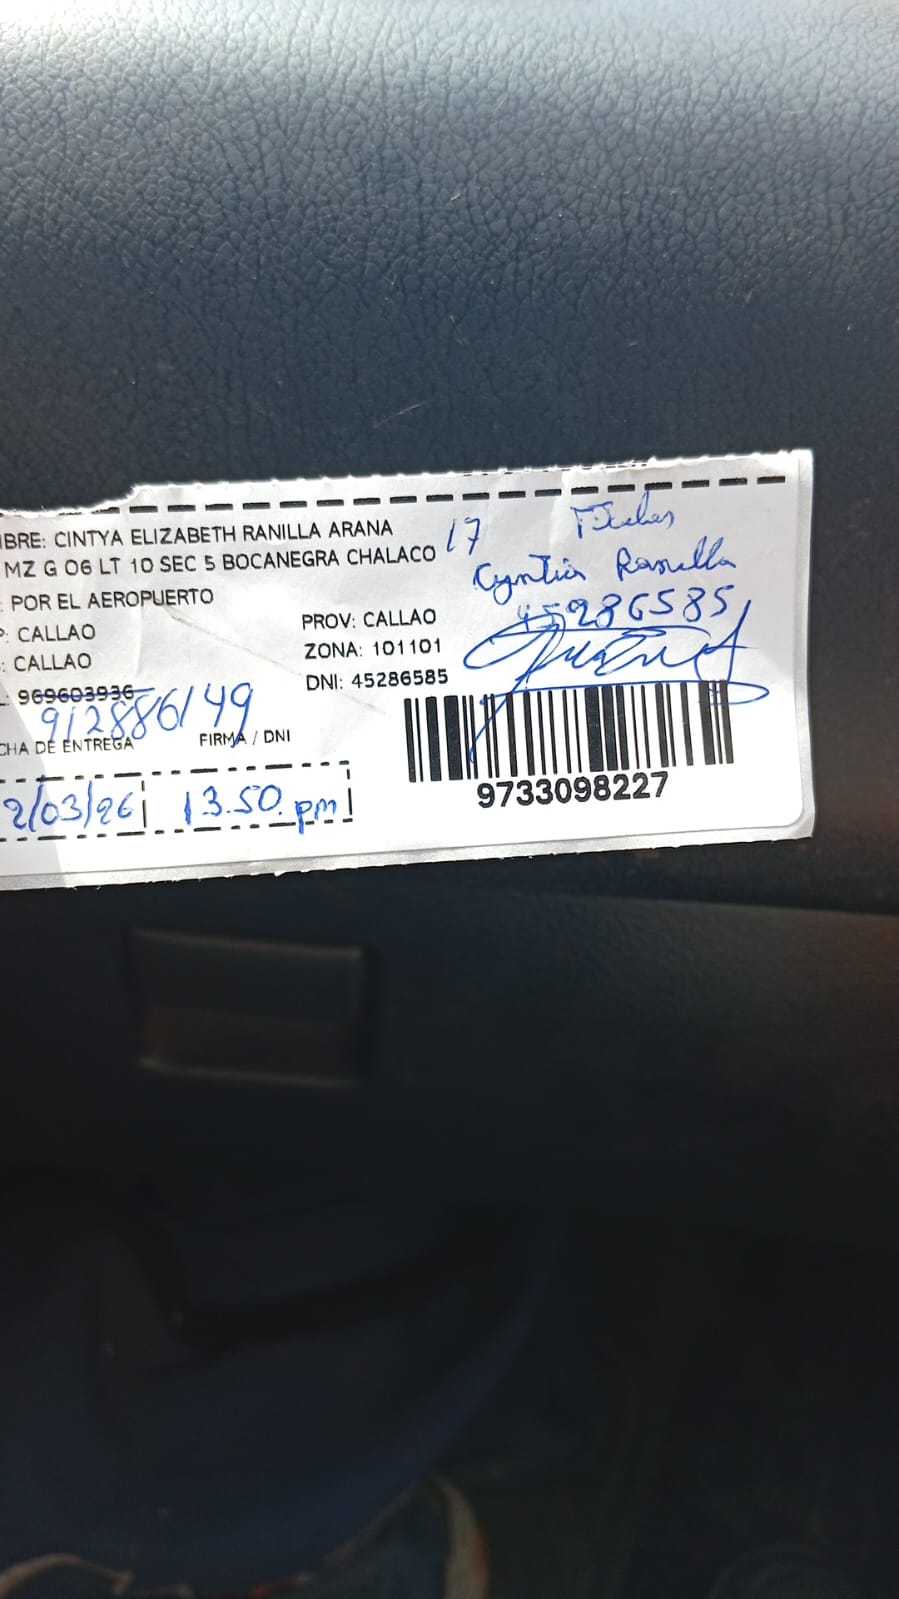 BRE: CINTYA ELIZABETH RANILLA ARANA
MZ G 06 LT 10 SEC 5 BOCANEGRA CHALACO
17
: POR EL AEROPUERTO
: CALLAO
PROV: CALLAO
: CALLAO
ZONA: 101101
: 969603936
DNI: 45286585
912886149
CHA DE ENTREGA
FIRMA / DNI
2/03/26
13.50 pm
Cyntia Ranilla
45286585
9733098227